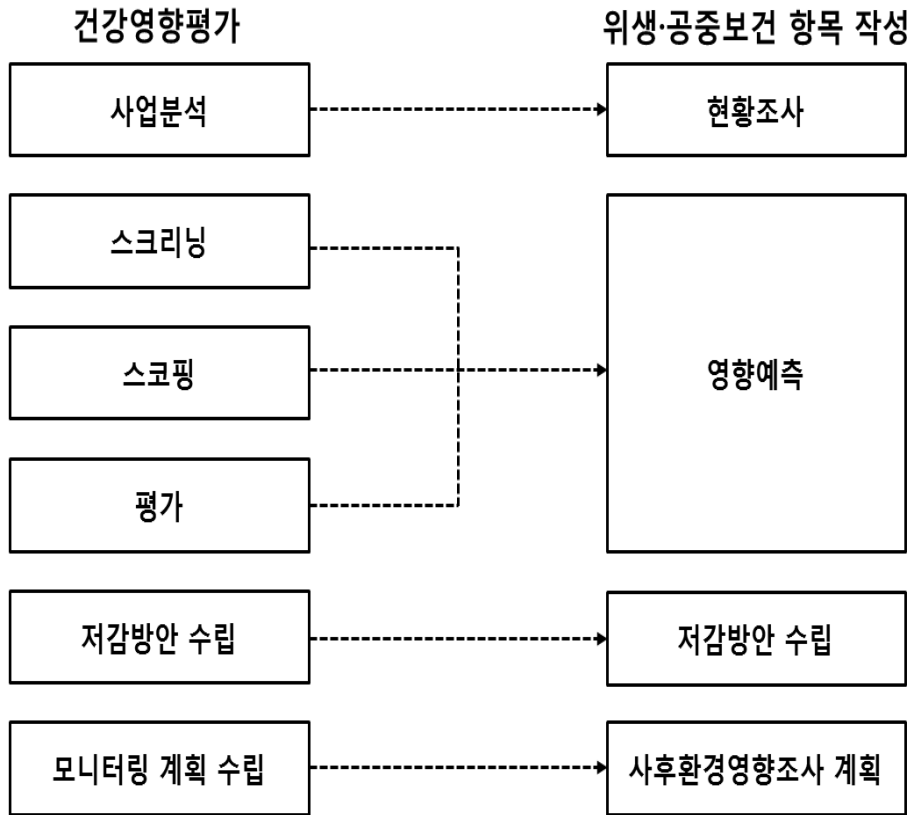 건강영향평가
위생·공중보건 항목 작성
사업분석
현황조사
스크리닝
스코핑
영향예측
평가
저감방안 수립
저감방안 수립
모니터링 계획 수립
사후환경영향조사 계획